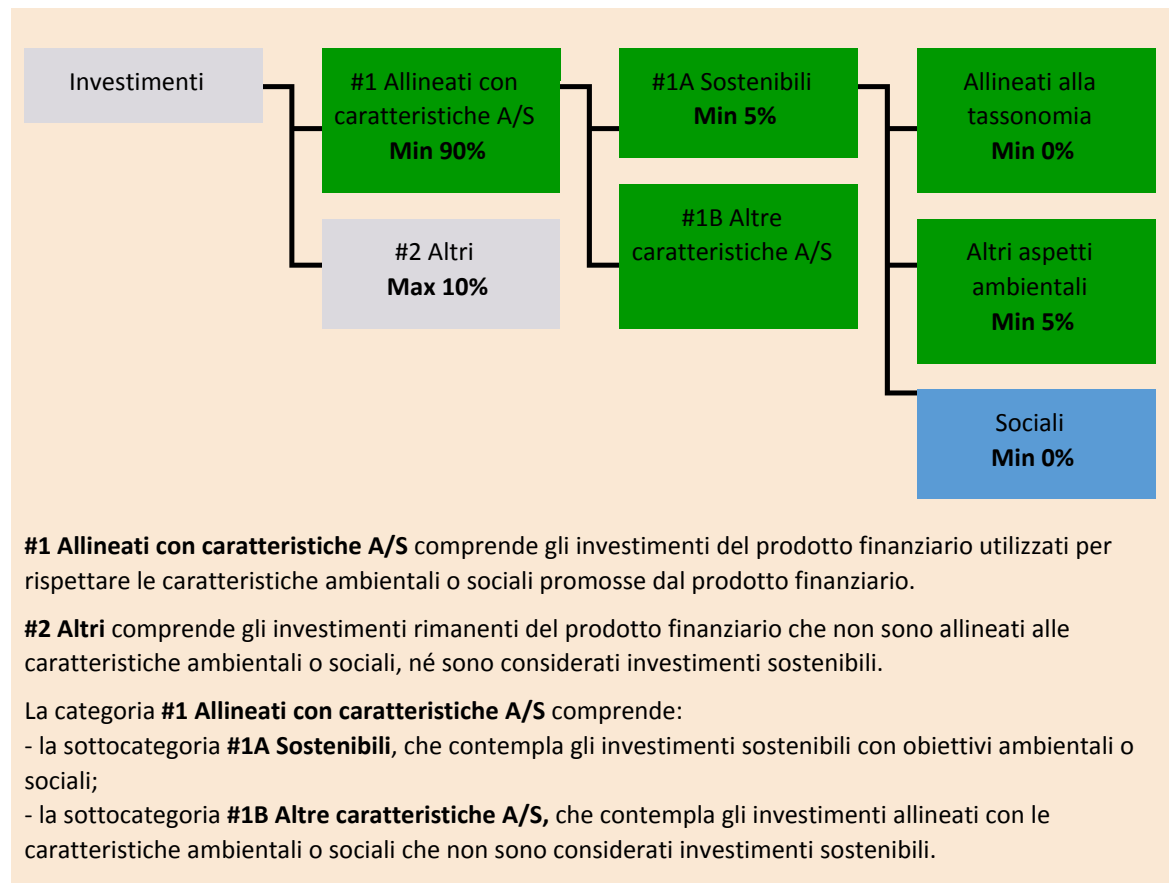 Investimenti
#1 Allineati con
caratteristiche A/S
Min 90%
#2 Altri
Max 10%
#1A Sostenibili
Min 5%
#1B Altre
caratteristiche A/S
Allineati alla
tassonomia
Min 0%
Altri aspetti
ambientali
Min 5%
Sociali
Min 0%
#1 Allineati con caratteristiche A/S comprende gli investimenti del prodotto finanziario utilizzati per
rispettare le caratteristiche ambientali o sociali promosse dal prodotto finanziario.
#2 Altri comprende gli investimenti rimanenti del prodotto finanziario che non sono allineati alle
caratteristiche ambientali o sociali, né sono considerati investimenti sostenibili.
La categoria #1 Allineati con caratteristiche A/S comprende:
- la sottocategoria #1A Sostenibili, che contempla gli investimenti sostenibili con obiettivi ambientali o
sociali;
- la sottocategoria #1B Altre caratteristiche A/S, che contempla gli investimenti allineati con le
caratteristiche ambientali o sociali che non sono considerati investimenti sostenibili.